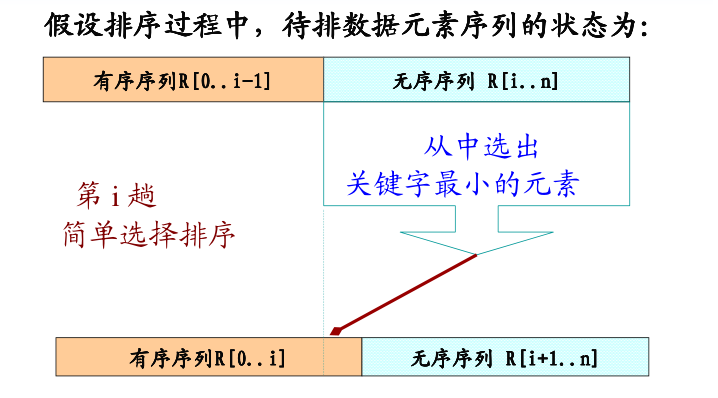 假设排序过程中，待排数据元素序列的状态为：
有序序列R[0..i-1]
无序序列 R[i..n]
从中选出
关键字最小的元素
第 i 趟
简单选择排序
有序序列R[0..i]
无序序列 R[i+1..n]